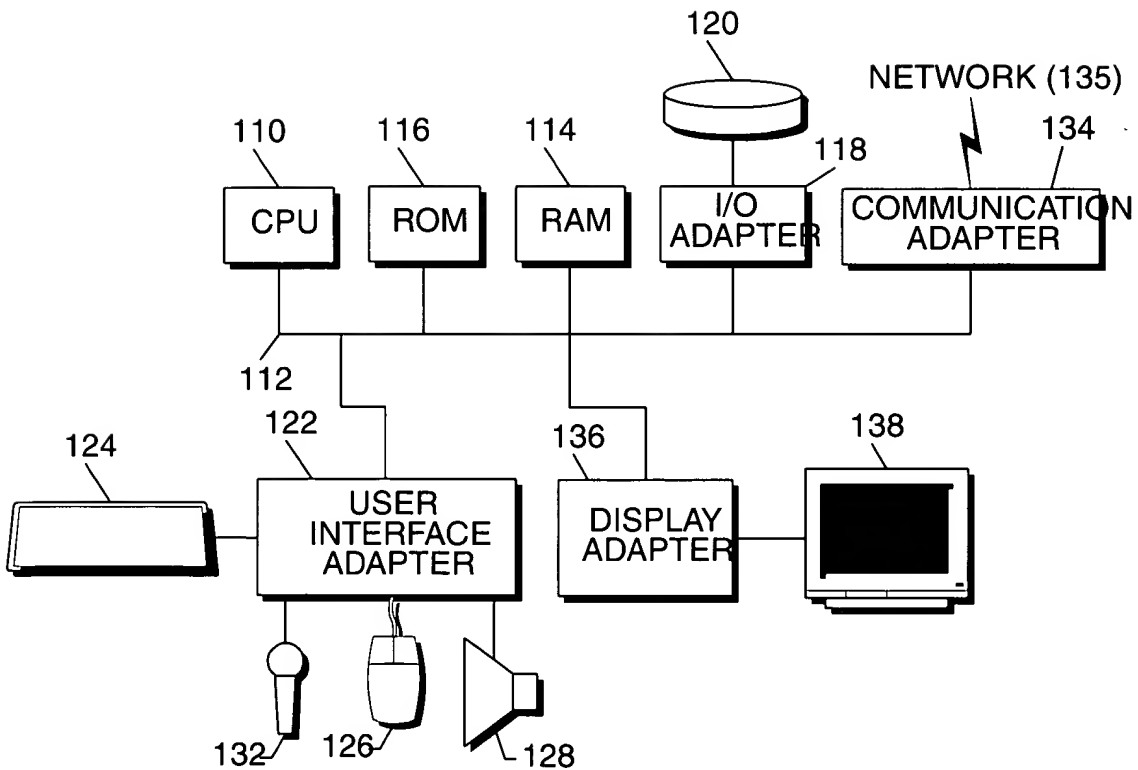 120
NETWORK (135)
110
116
114
118
134
CPU
ROM
RAM
I/O
ADAPTER
COMMUNICATION
ADAPTER
112
124
122
136
138
USER
INTERFACE
ADAPTER
DISPLAY
ADAPTER
132
126
128